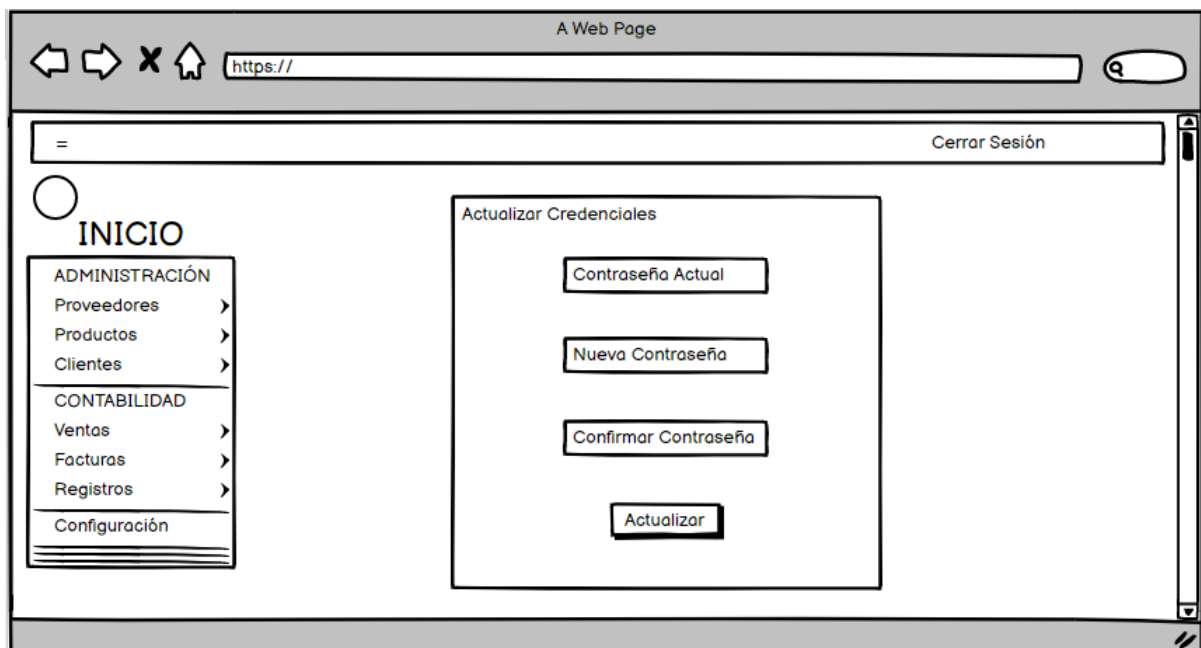 A Web Page
https://
=
Cerrar Sesión
INICIO
ADMINISTRACIÓN
Proveedores
Productos
Clientes
CONTABILIDAD
Ventas
Facturas
Registros
Configuración
Actualizar Credenciales
Contraseña Actual
Nueva Contraseña
Confirmar Contraseña
Actualizar